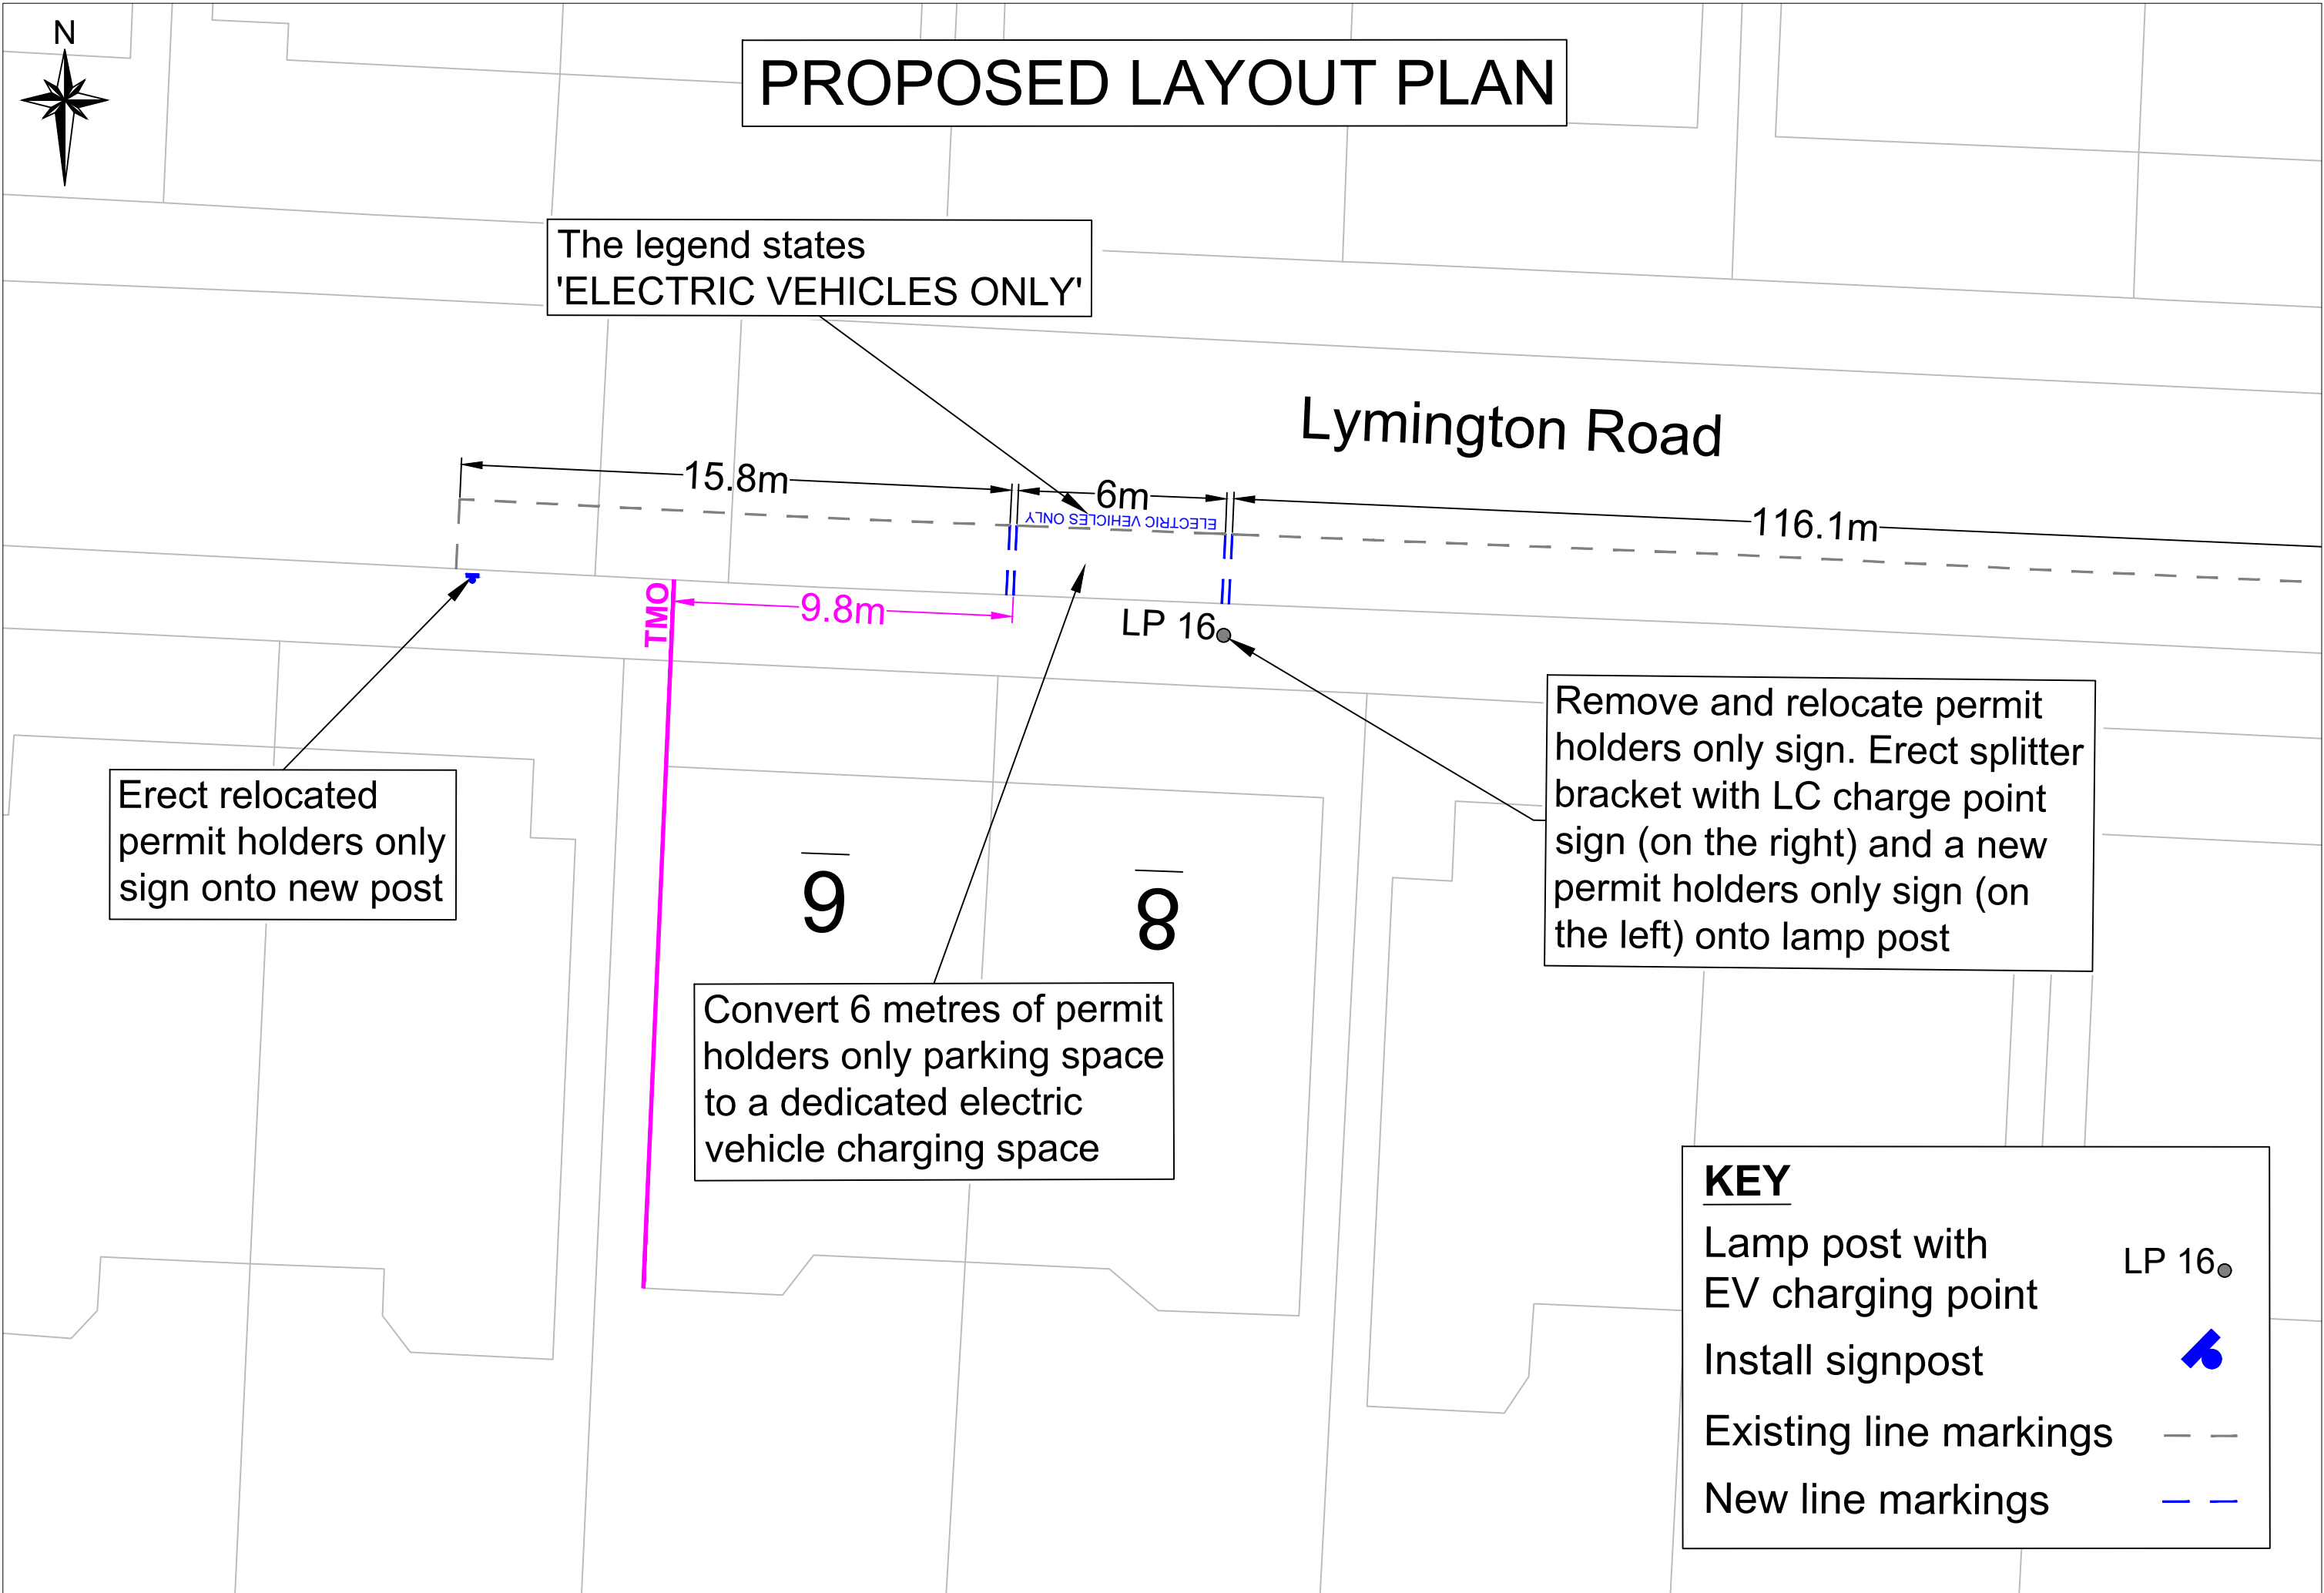 N
PROPOSED LAYOUT PLAN
The legend states
'ELECTRIC VEHICLES ONLY'
Lymington Road
15.8m
6m
116.1m
ELECTRIC VEHICLES ONLY
TMO
9.8m
LP 16
Erect relocated
permit holders only
sign onto new post
Remove and relocate permit
holders only sign. Erect splitter
bracket with LC charge point
sign (on the right) and a new
permit holders only sign (on
the left) onto lamp post
9
8
Convert 6 metres of permit
holders only parking space
to a dedicated electric
vehicle charging space
KEY
Lamp post with
EV charging point
LP 16
Install signpost
Existing line markings
New line markings